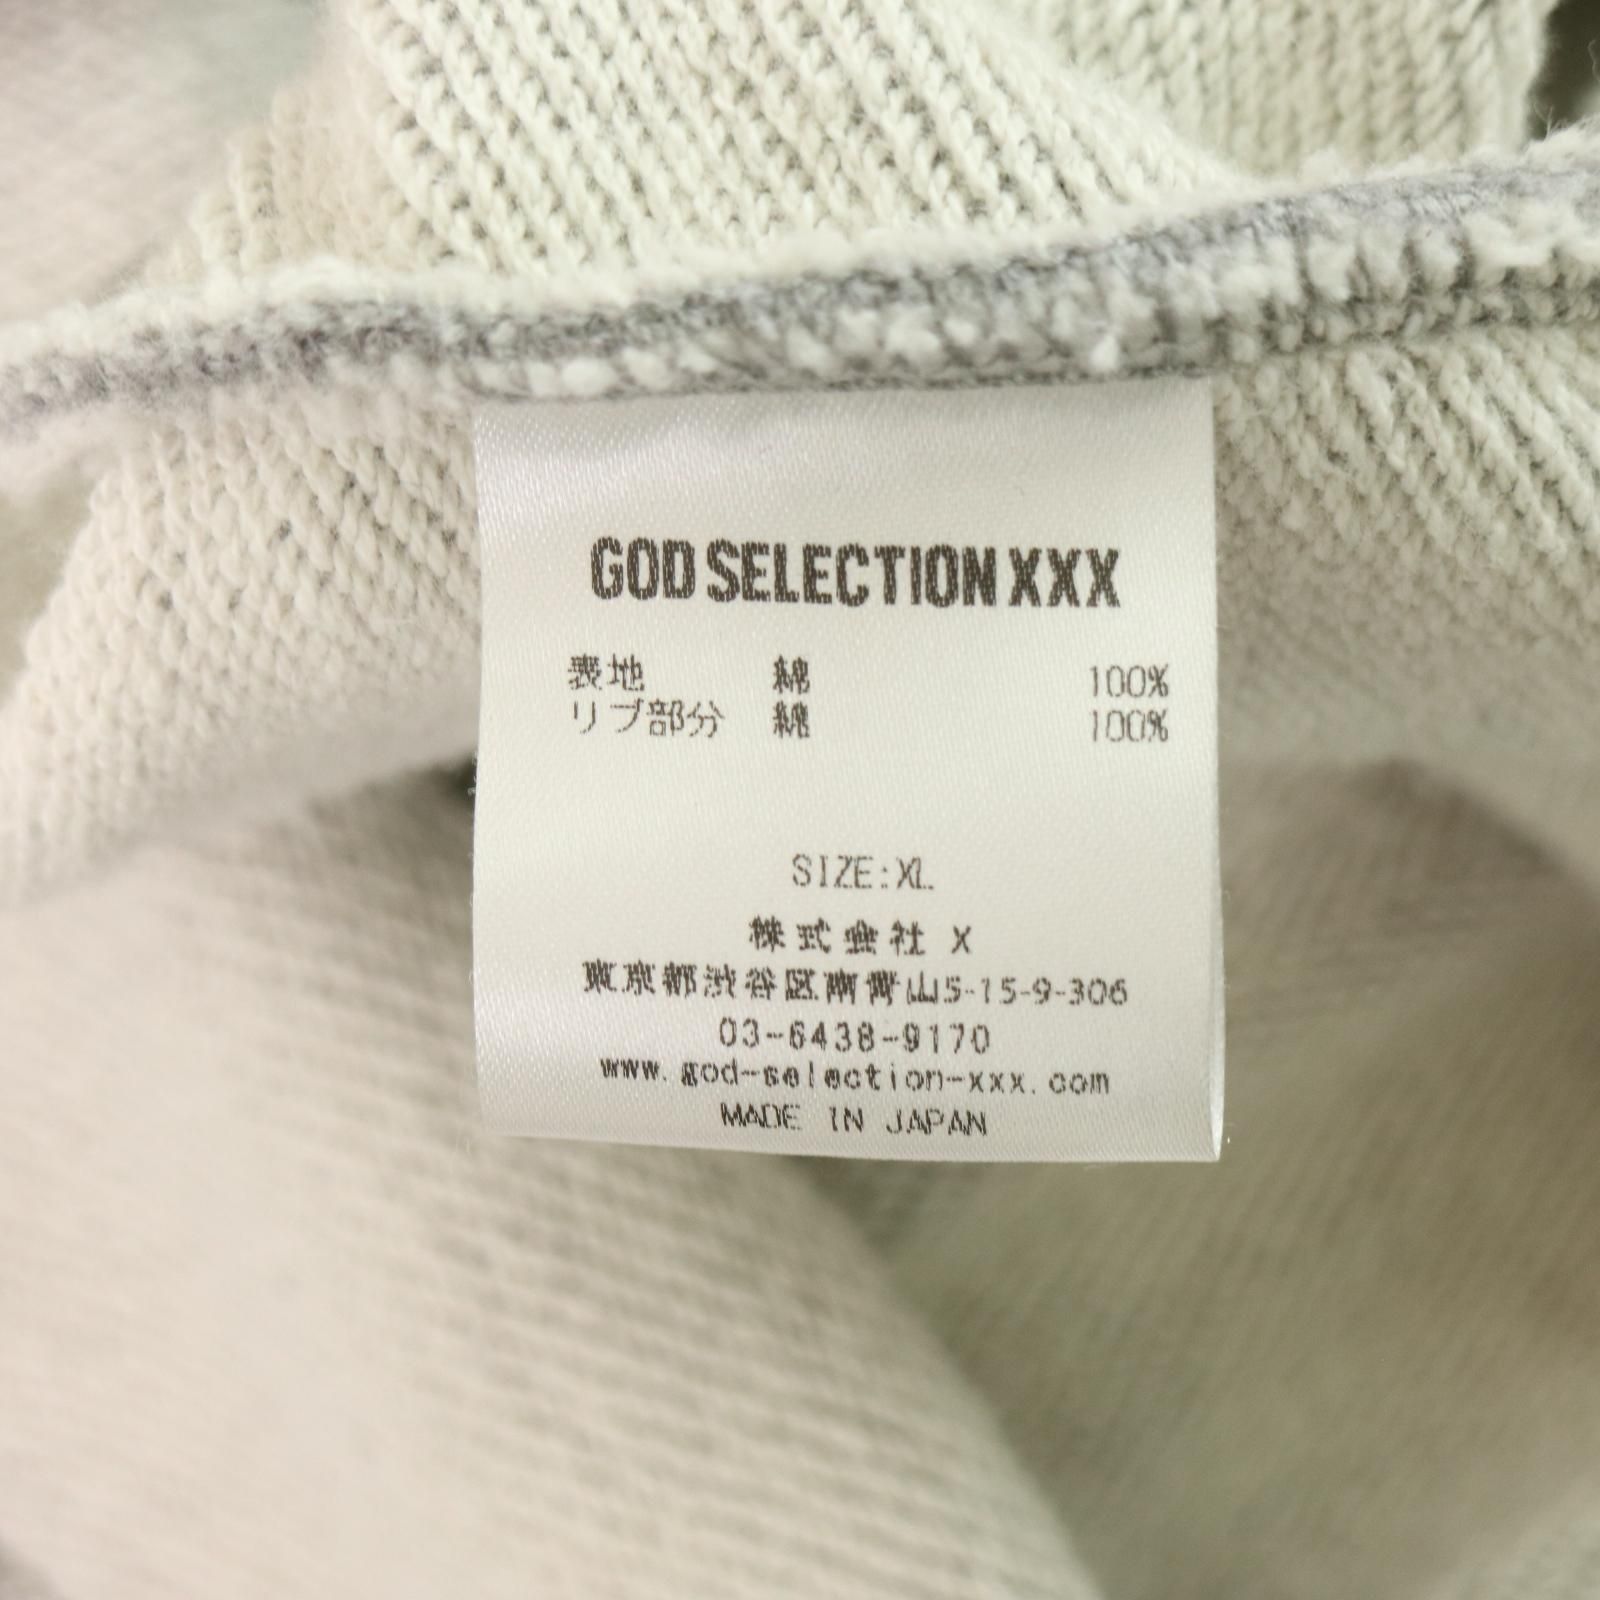 GOD SELECTION XXX
表地 綿 100%
リブ部分 綿 100%
SIZE:XL
株式会社 X
東京都渋谷区南青山5-15-9-306
03-6438-9170
www.god-selection-xxx.com
MADE IN JAPAN